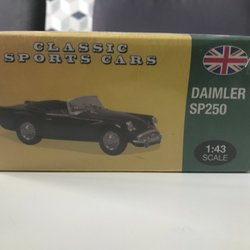 CLASSIC
SPORTS CARS
DAIMLER
SP250
1:43
SCALE